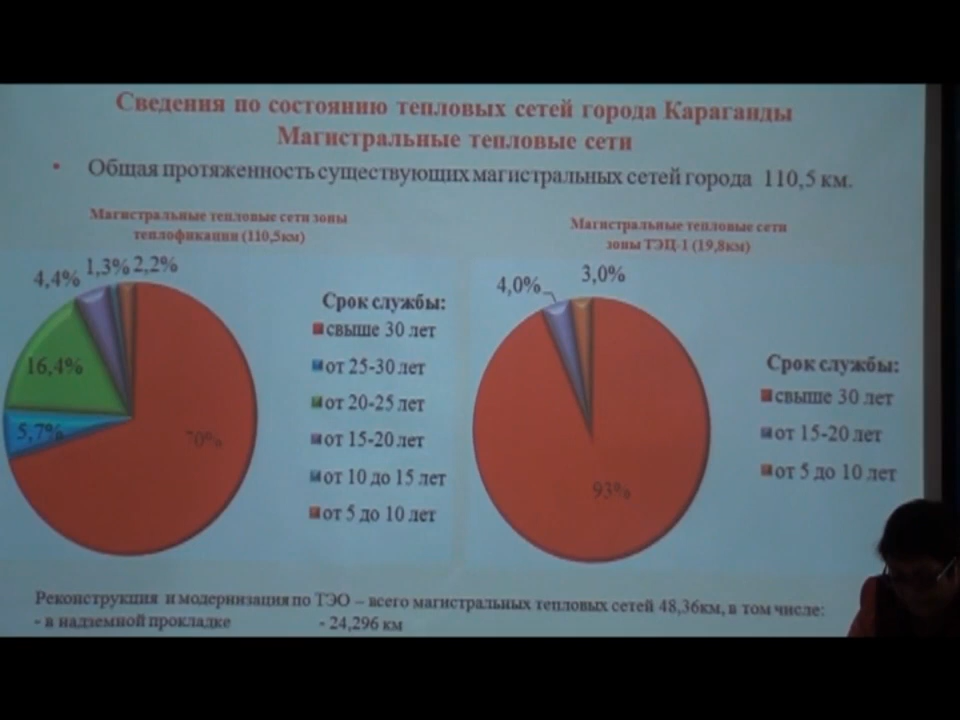 Сведения по состоянию тепловых сетей города Караганды
Магистральные тепловые сети
• Общая протяженность существующих магистральных сетей города 110,5 км.
Магистральные тепловые сети зоны
теплофикации (110,5км)
4,4%
1,3%
2,2%
16,4%
5,7%
70%
Срок службы:
свыше 30 лет
от 25-30 лет
от 20-25 лет
от 15-20 лет
от 10 до 15 лет
от 5 до 10 лет
Магистральные тепловые сети
зоны ТЭЦ-1 (19,8км)
4,0%
3,0%
93%
Срок службы:
свыше 30 лет
от 15-20 лет
от 5 до 10 лет
Реконструкция и модернизация по ТЭО – всего магистральных тепловых сетей 48,36км, в том числе:
- в надземной прокладке - 24,296 км